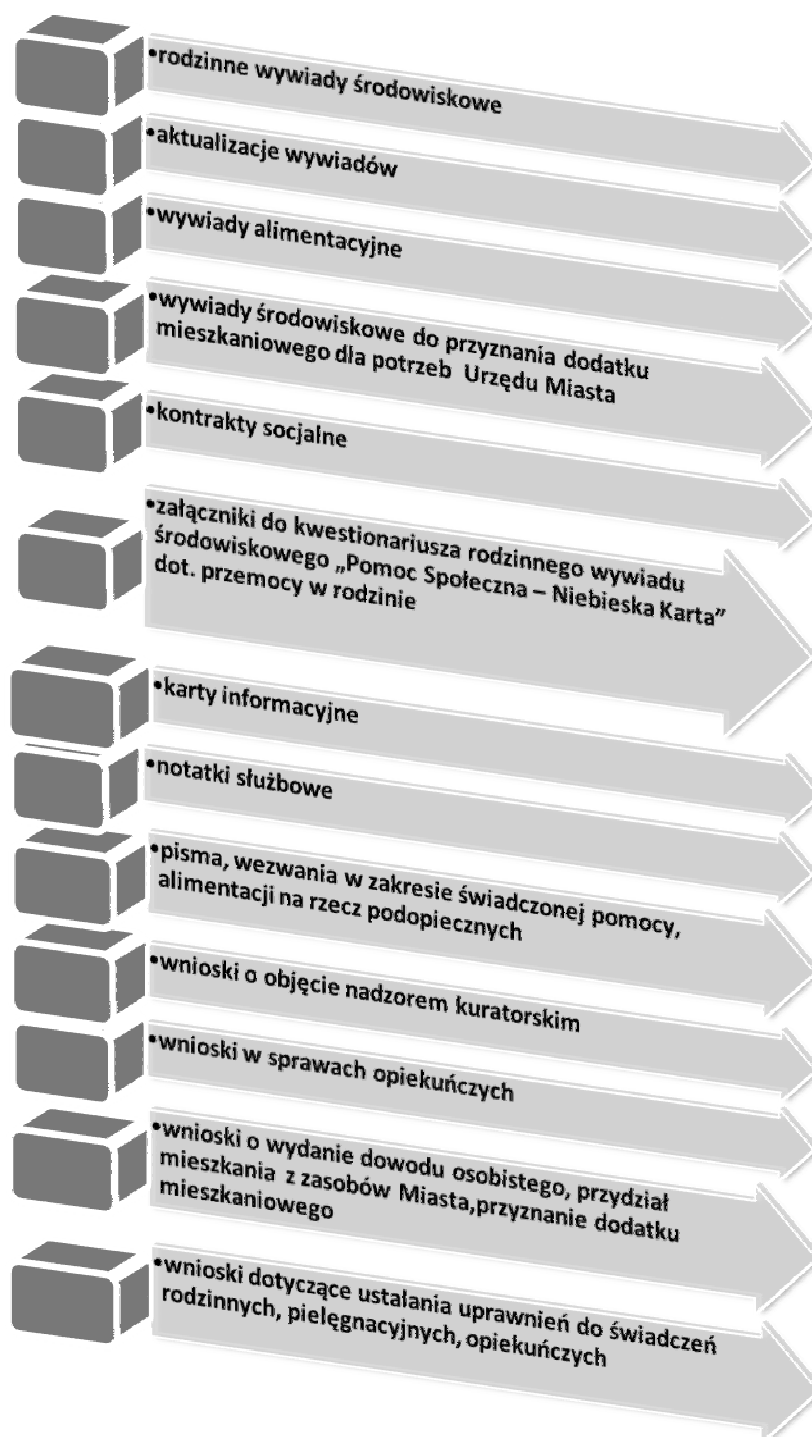 •rodzinne wywiady środowiskowe
•aktualizacje wywiadów
•wywiady alimentacyjne
•wywiady środowiskowe do przyznania dodatku
mieszkaniowego dla potrzeb Urzędu Miasta
•kontrakty socjalne
•załączniki do kwestionariusza rodzinnego wywiadu
środowiskowego „Pomoc Społeczna – Niebieska Karta”
dot. przemocy w rodzinie
•karty informacyjne
•notatki służbowe
•pisma, wezwania w zakresie świadczonej pomocy,
alimentacji na rzecz podopiecznych
•wnioski o objęcie nadzorem kuratorskim
•wnioski w sprawach opiekuńczych
•wnioski o wydanie dowodu osobistego, przydział
mieszkania z zasobów Miasta,przyznanie dodatku
mieszkaniowego
•wnioski dotyczące ustalania uprawnień do świadczeń
rodzinnych, pielęgnacyjnych, opiekuńczych